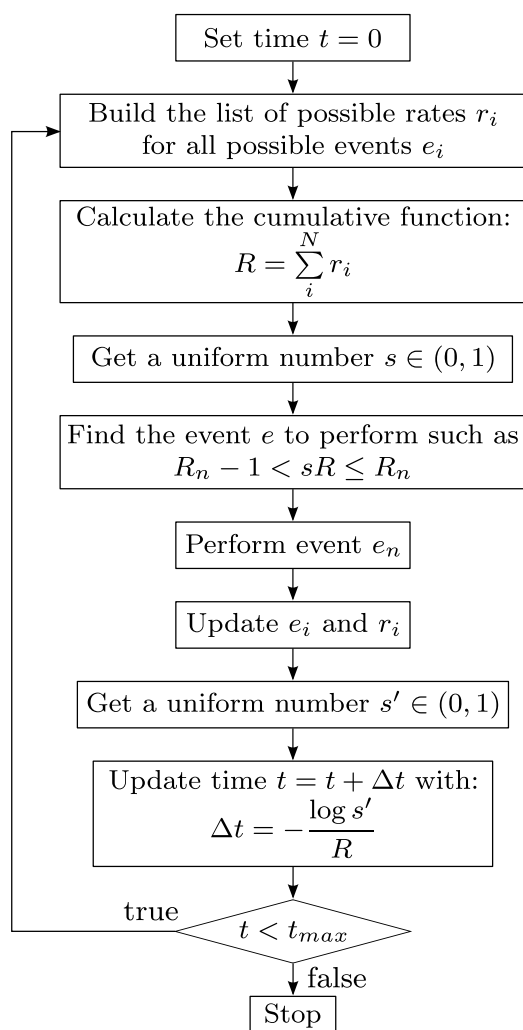 Set time t = 0
Build the list of possible rates r_i
for all possible events e_i
Calculate the cumulative function:
R = \sum_{i}^{N} r_i
Get a uniform number s ∈ (0, 1)
Find the event e to perform such as
R_n − 1 < sR ≤ R_n
Perform event e_n
Update e_i and r_i
Get a uniform number s′ ∈ (0, 1)
Update time t = t + Δt with:
Δt = −\frac{\log s′}{R}
true
t < t_{max}
false
Stop